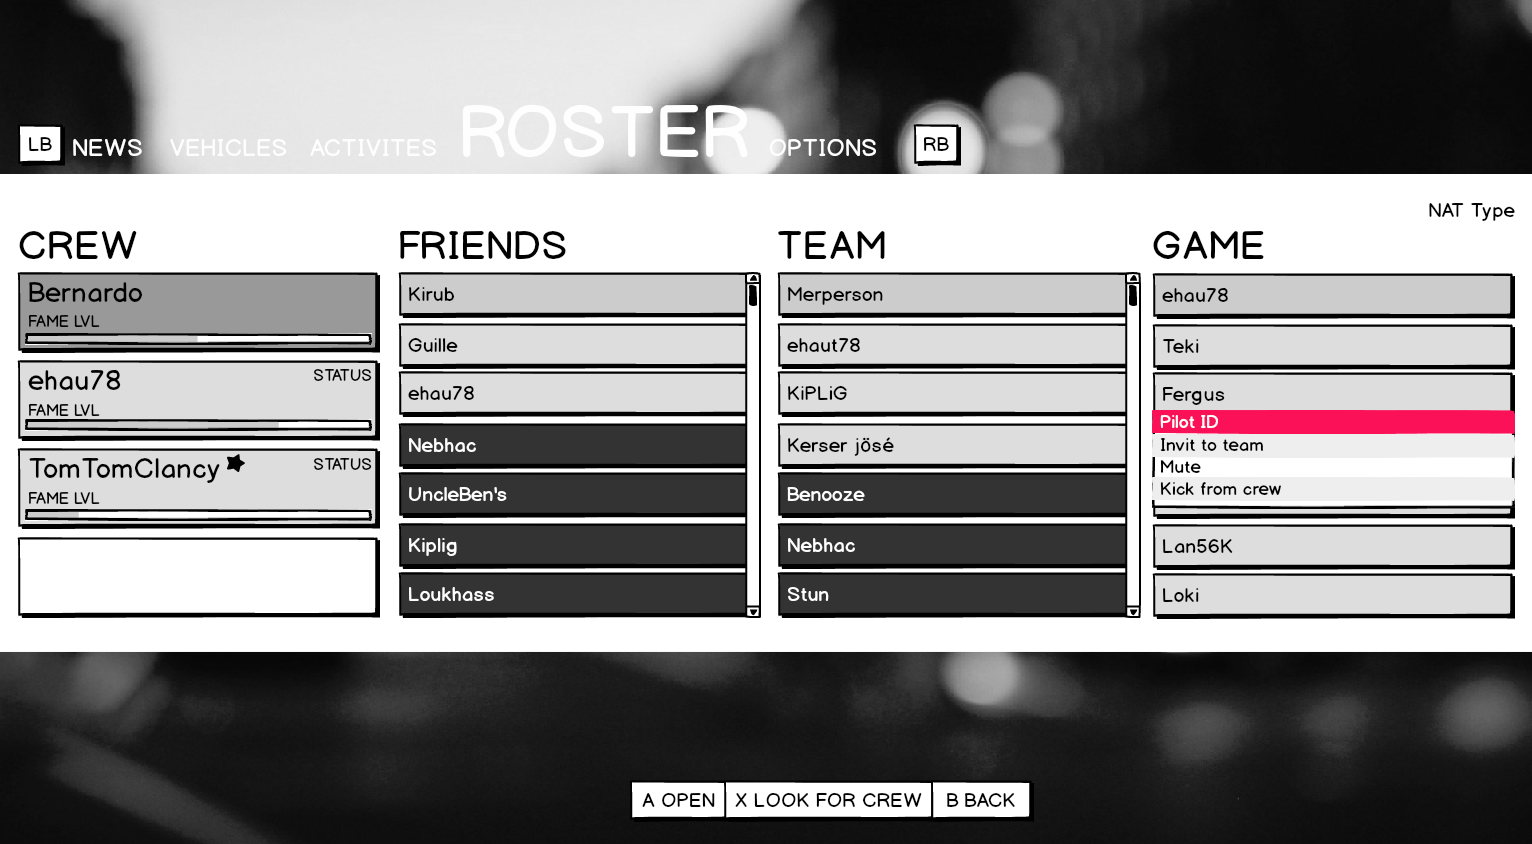 LB NEWS VEHICLES ACTIVITES ROSTER OPTIONS RB
NAT Type
CREW
Bernardo
FAME LVL
ehau78 STATUS
FAME LVL
TomTomClancy STATUS
FAME LVL
FRIENDS
Kirub
Guille
ehau78
Nebhac
UncleBen's
Kiplig
Loukhass
TEAM
Merperson
ehaut78
KiPLiG
Kerser jösé
Benooze
Nebhac
Stun
GAME
ehau78
Teki
Fergus
Pilot ID
Invit to team
Mute
Kick from crew
Lan56K
Loki
A OPEN X LOOK FOR CREW B BACK